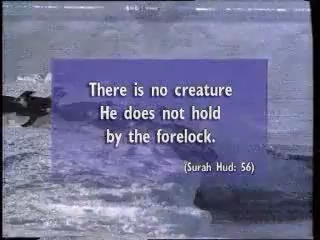 There is no creature
He does not hold
by the forelock.
(Surah Hud: 56)